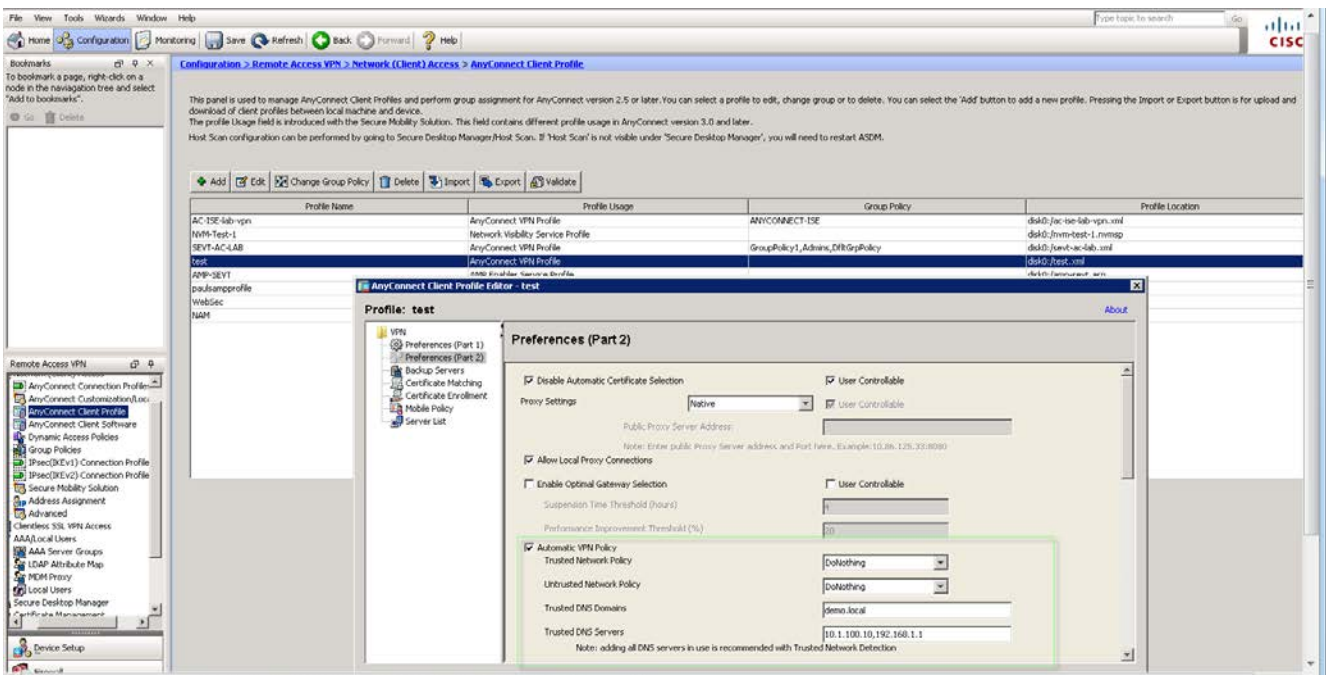 File View Tools Wizards Window Help
Type topic to search Go
Home Configuration Monitoring Save Refresh Back Forward Help
CISC
Bookmarks
To bookmark a page, right-click on a
node in the naviagation tree and select
"Add to bookmarks".
Go Delete
Configuration > Remote Access VPN > Network (Client) Access > AnyConnect Client Profile
This panel is used to manage AnyConnect Client Profiles and perform group assignment for AnyConnect version 2.5 or later.You can select a profile to edit, change group or to delete. You can select the 'Add' button to add a new profile. Pressing the Import or Export button is for upload and
download of client profiles between local machine and device.
The profile Usage field is introduced with the Secure Mobility Solution. This field contains different profile usage in AnyConnect version 3.0 and later.
Host Scan configuration can be performed by going to Secure Desktop Manager/Host Scan. If 'Host Scan' is not visible under 'Secure Desktop Manager', you will need to restart ASDM.
Add Edit Change Group Policy Delete Import Export Validate
Profile Name Profile Usage Group Policy Profile Location
AC-ISE-lab-vpn AnyConnect VPN Profile ANYCONNECT-ISE disk0:/ac-ise-lab-vpn.xml
NVM-Test-1 Network Visibility Service Profile disk0:/nvm-test-1.nvmsp
SEVT-AC-LAB AnyConnect VPN Profile GroupPolicy1,Admins,DfltGrpPolicy disk0:/sevt-ac-lab.xml
test AnyConnect VPN Profile disk0:/test.xml
AMP-SEVT AMP Enabler Service Profile
paulsampprofile
WebSec
NAM
AnyConnect Client Profile Editor - test
Profile: test About
VPN
Preferences (Part 1)
Preferences (Part 2)
Backup Servers
Certificate Matching
Certificate Enrollment
Mobile Policy
Server List
Preferences (Part 2)
Disable Automatic Certificate Selection User Controllable
Proxy Settings Native User Controllable
Public Proxy Server Address:
Note: Enter public Proxy Server address and Port here. Example:10.86.125.33:8080
Allow Local Proxy Connections
Enable Optimal Gateway Selection User Controllable
Suspension Time Threshold (hours) 4
Performance Improvement Threshold (%) 20
Automatic VPN Policy
Trusted Network Policy DoNothing
Untrusted Network Policy DoNothing
Trusted DNS Domains demo.local
Trusted DNS Servers 10.1.100.10,192.168.1.1
Note: adding all DNS servers in use is recommended with Trusted Network Detection
Remote Access VPN
AnyConnect Connection Profiles
AnyConnect Customization/Loca
AnyConnect Client Profile
AnyConnect Client Software
Dynamic Access Policies
Group Policies
IPsec(IKEv1) Connection Profile
IPsec(IKEv2) Connection Profile
Secure Mobility Solution
Address Assignment
Advanced
Clientless SSL VPN Access
AAA/Local Users
AAA Server Groups
LDAP Attribute Map
MDM Proxy
Local Users
Secure Desktop Manager
Certificate Management
Device Setup
Firewall